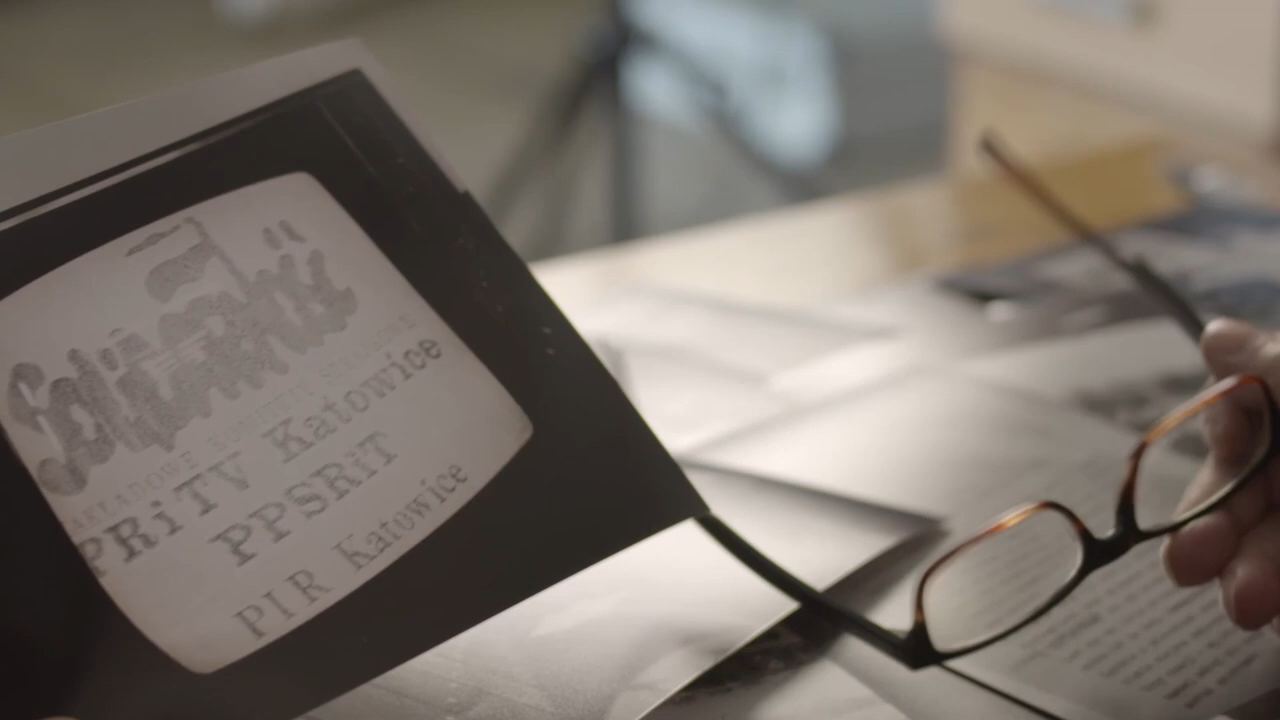 Solidarność
ZAKŁADOWE KOMITETY STRAJKOWE
PRiTV Katowice
PPSRiT
PIR Katowice